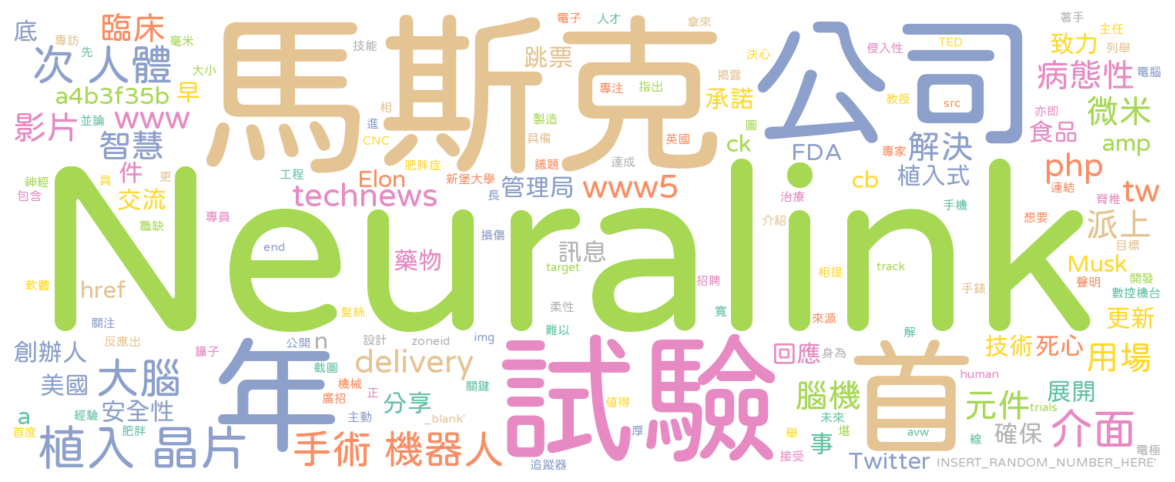 底 專訪 臨床 技能 電子 人才 拿來 著手 主任
先 毫米 跳票 決心 侵入性 TED 致力 列舉
次 人體 大小 馬斯克 公司 病態性 電腦
a4b3f35b 早 揭露 專注 指出 承諾 教授 src 微米
影片 並論 www 相 進 製造 圖 亦即 食品
智慧 CNC 具備 議題 英國 ck FDA 專家 解決 amp
神經 件 肥胖症 新堡大學 達成 植入式 php 連結
包含 具 更 交流 工程 technews Elon 長 管理局 www5 治療 cb 手機 脊椎 tw
職缺 專員 介紹 想要 派上
end 損傷 藥物 訊息 目標
Neuralink
軟體 href target 招聘 相提 track 手錶 Musk 聲明 開發
數控機台
關注 髮絲 柔性 寬 來源 更新
反應出 難以 解
創辦人 鑷子 公開 n 設計 zoneid img 回應 身為 技術 死心 用場
美國 大腦 年 截圖 delivery 關鍵 試驗 首 human 腦機 展開
機械 正 廣招 分享 值得 元件 trials
a 經驗 安全性 主動 _blank' 未來 介面
首度 肥胖 厚 舉 堪 事 avw 線 確保
植入 晶片 手術 機器人 追蹤器 接受 Twitter INSERT_RANDOM_NUMBER_HERE' 電極